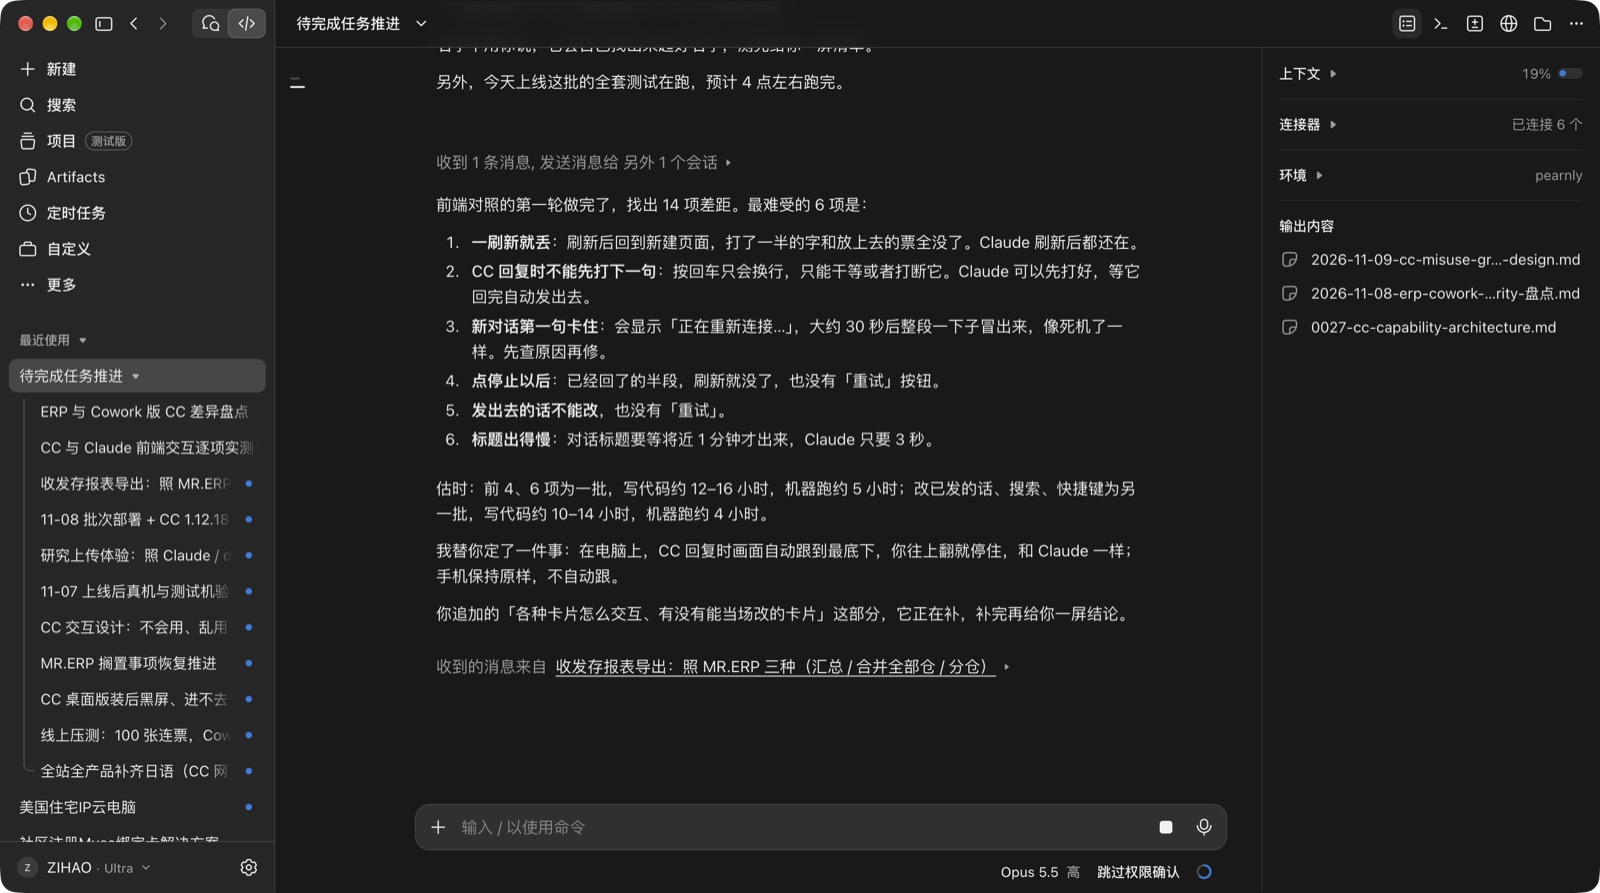 待完成任务推进
新建
搜索
项目 测试版
Artifacts
定时任务
自定义
更多
最近使用
待完成任务推进
ERP 与 Cowork 版 CC 差异盘点
CC 与 Claude 前端交互逐项实测
收发存报表导出：照 MR.ERP
11-08 批次部署 + CC 1.12.18
研究上传体验：照 Claude /
11-07 上线后真机与测试机验
CC 交互设计：不会用、乱用
MR.ERP 搁置事项恢复推进
CC 桌面版装后黑屏、进不去
线上压测：100 张连票，Cow
全站全产品补齐日语（CC 网
美国住宅IP云电脑
Z ZIHAO · Ultra
另外，今天上线这批的全套测试在跑，预计 4 点左右跑完。
收到 1 条消息, 发送消息给 另外 1 个会话
前端对照的第一轮做完了，找出 14 项差距。最难受的 6 项是：
1. 一刷新就丢：刷新后回到新建页面，打了一半的字和放上去的票全没了。Claude 刷新后都还在。
2. CC 回复时不能先打下一句：按回车只会换行，只能干等或者打断它。Claude 可以先打好，等它
回完自动发出去。
3. 新对话第一句卡住：会显示「正在重新连接…」，大约 30 秒后整段一下子冒出来，像死机了一
样。先查原因再修。
4. 点停止以后：已经回了的半段，刷新就没了，也没有「重试」按钮。
5. 发出去的话不能改，也没有「重试」。
6. 标题出得慢：对话标题要等将近 1 分钟才出来，Claude 只要 3 秒。
估时：前 4、6 项为一批，写代码约 12–16 小时，机器跑约 5 小时；改已发的话、搜索、快捷键为另
一批，写代码约 10–14 小时，机器跑约 4 小时。
我替你定了一件事：在电脑上，CC 回复时画面自动跟到最底下，你往上翻就停住，和 Claude 一样；
手机保持原样，不自动跟。
你追加的「各种卡片怎么交互、有没有能当场改的卡片」这部分，它正在补，补完再给你一屏结论。
收到的消息来自 收发存报表导出：照 MR.ERP 三种（汇总 / 合并全部仓 / 分仓）
输入 / 以使用命令
Opus 5.5 高 跳过权限确认
上下文 19%
连接器 已连接 6 个
环境 pearnly
输出内容
2026-11-09-cc-misuse-gr...-design.md
2026-11-08-erp-cowork-...rity-盘点.md
0027-cc-capability-architecture.md